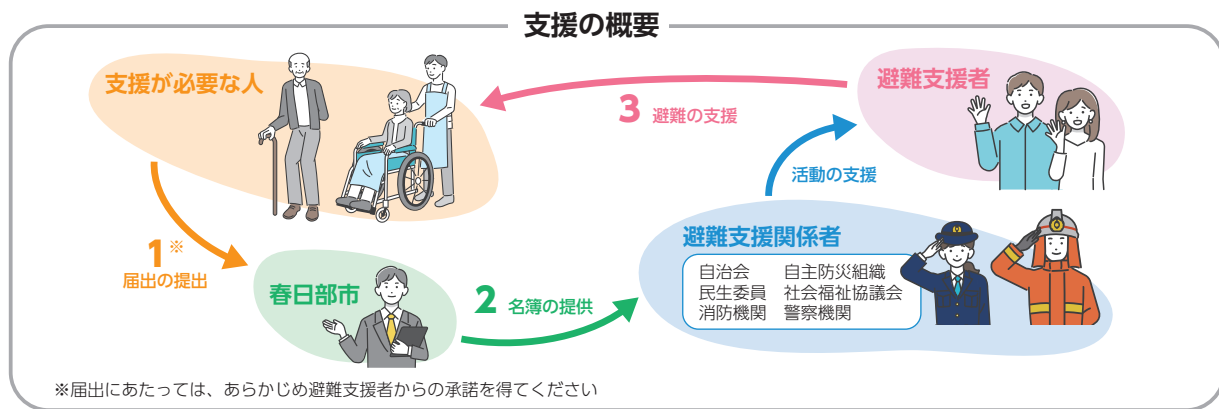 支援の概要
支援が必要な人
避難支援者
3 避難の支援
活動の支援
1※
届出の提出
春日部市
2 名簿の提供
避難支援関係者
自治会 自主防災組織
民生委員 社会福祉協議会
消防機関 警察機関
※届出にあたっては、あらかじめ避難支援者からの承諾を得てください